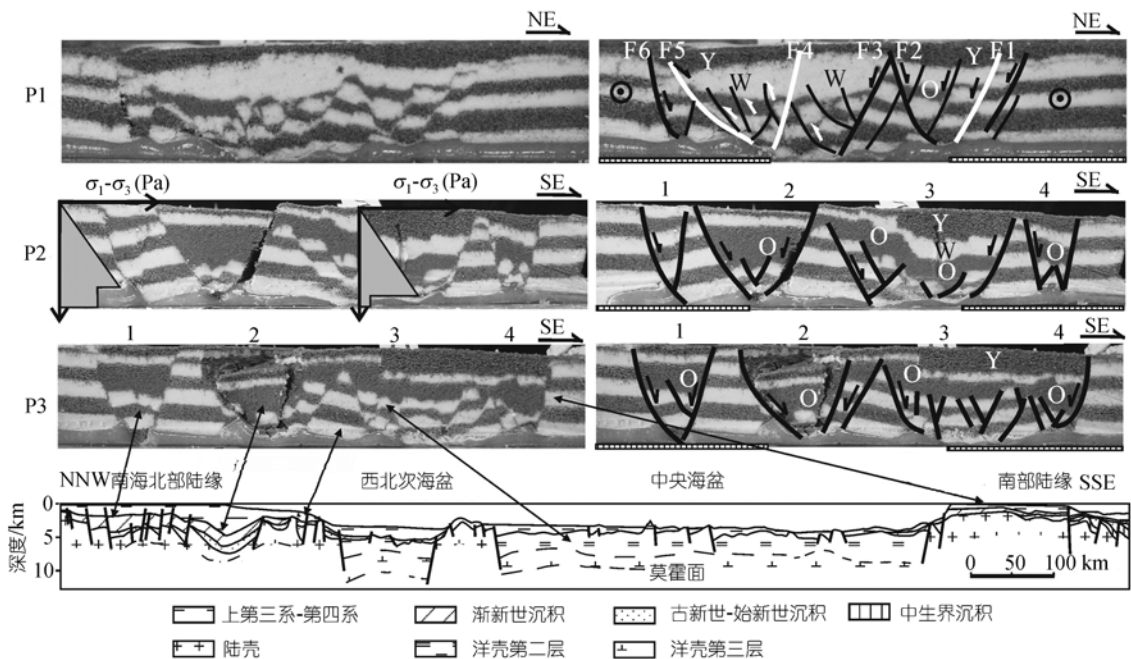 NE NE
P1 F6 F5 Y W F4 W F3 F2 O Y F1
σ₁-σ₃ (Pa) σ₁-σ₃ (Pa) SE 1 2 3 4 SE
P2 O O Y W O O
1 2 3 4 SE 1 2 3 4 SE
P3 O O O Y O
NNW 南海北部陆缘 西北次海盆 中央海盆 南部陆缘 SSE
深度/km
0
5
10
莫霍面
0 50 100 km
上第三系-第四系 渐新世沉积 古新世-始新世沉积 中生界沉积
陆壳 洋壳第二层 洋壳第三层